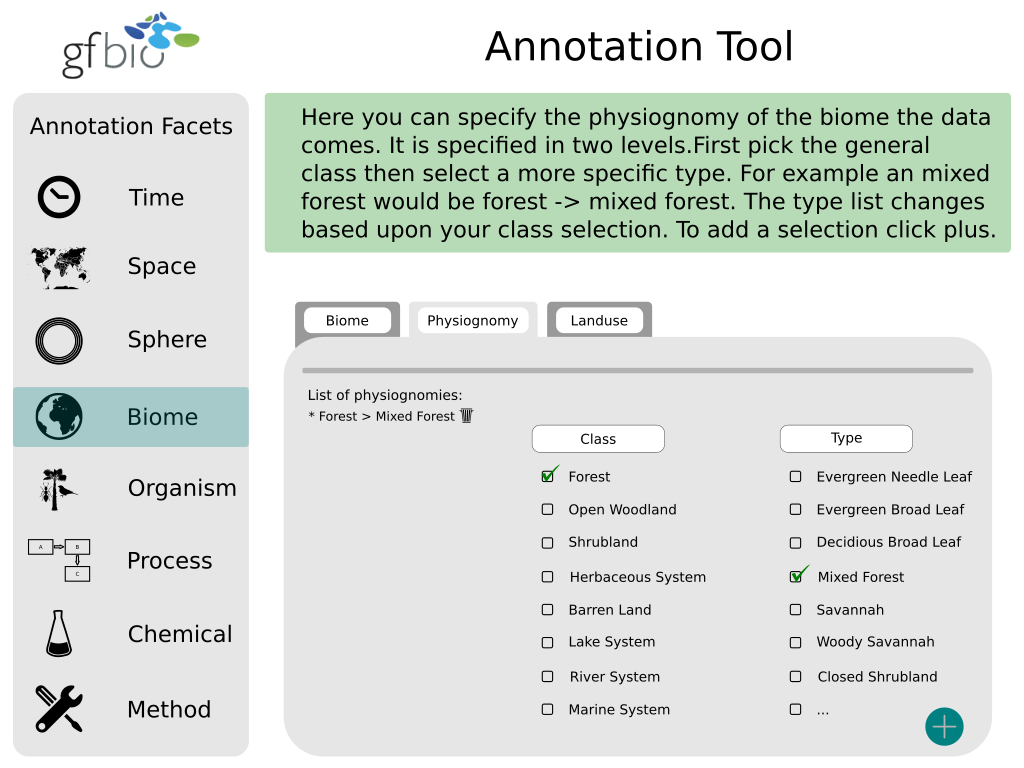 gfbio
Annotation Tool
Annotation Facets
Time
Space
Sphere
Biome
Organism
A
B
C
Process
Chemical
Method
Here you can specify the physiognomy of the biome the data
comes. It is specified in two levels.First pick the general
class then select a more specific type. For example an mixed
forest would be forest -> mixed forest. The type list changes
based upon your class selection. To add a selection click plus.
Biome
Physiognomy
Landuse
List of physiognomies:
* Forest > Mixed Forest
Class
Forest
Open Woodland
Shrubland
Herbaceous System
Barren Land
Lake System
River System
Marine System
Type
Evergreen Needle Leaf
Evergreen Broad Leaf
Decidious Broad Leaf
Mixed Forest
Savannah
Woody Savannah
Closed Shrubland
...